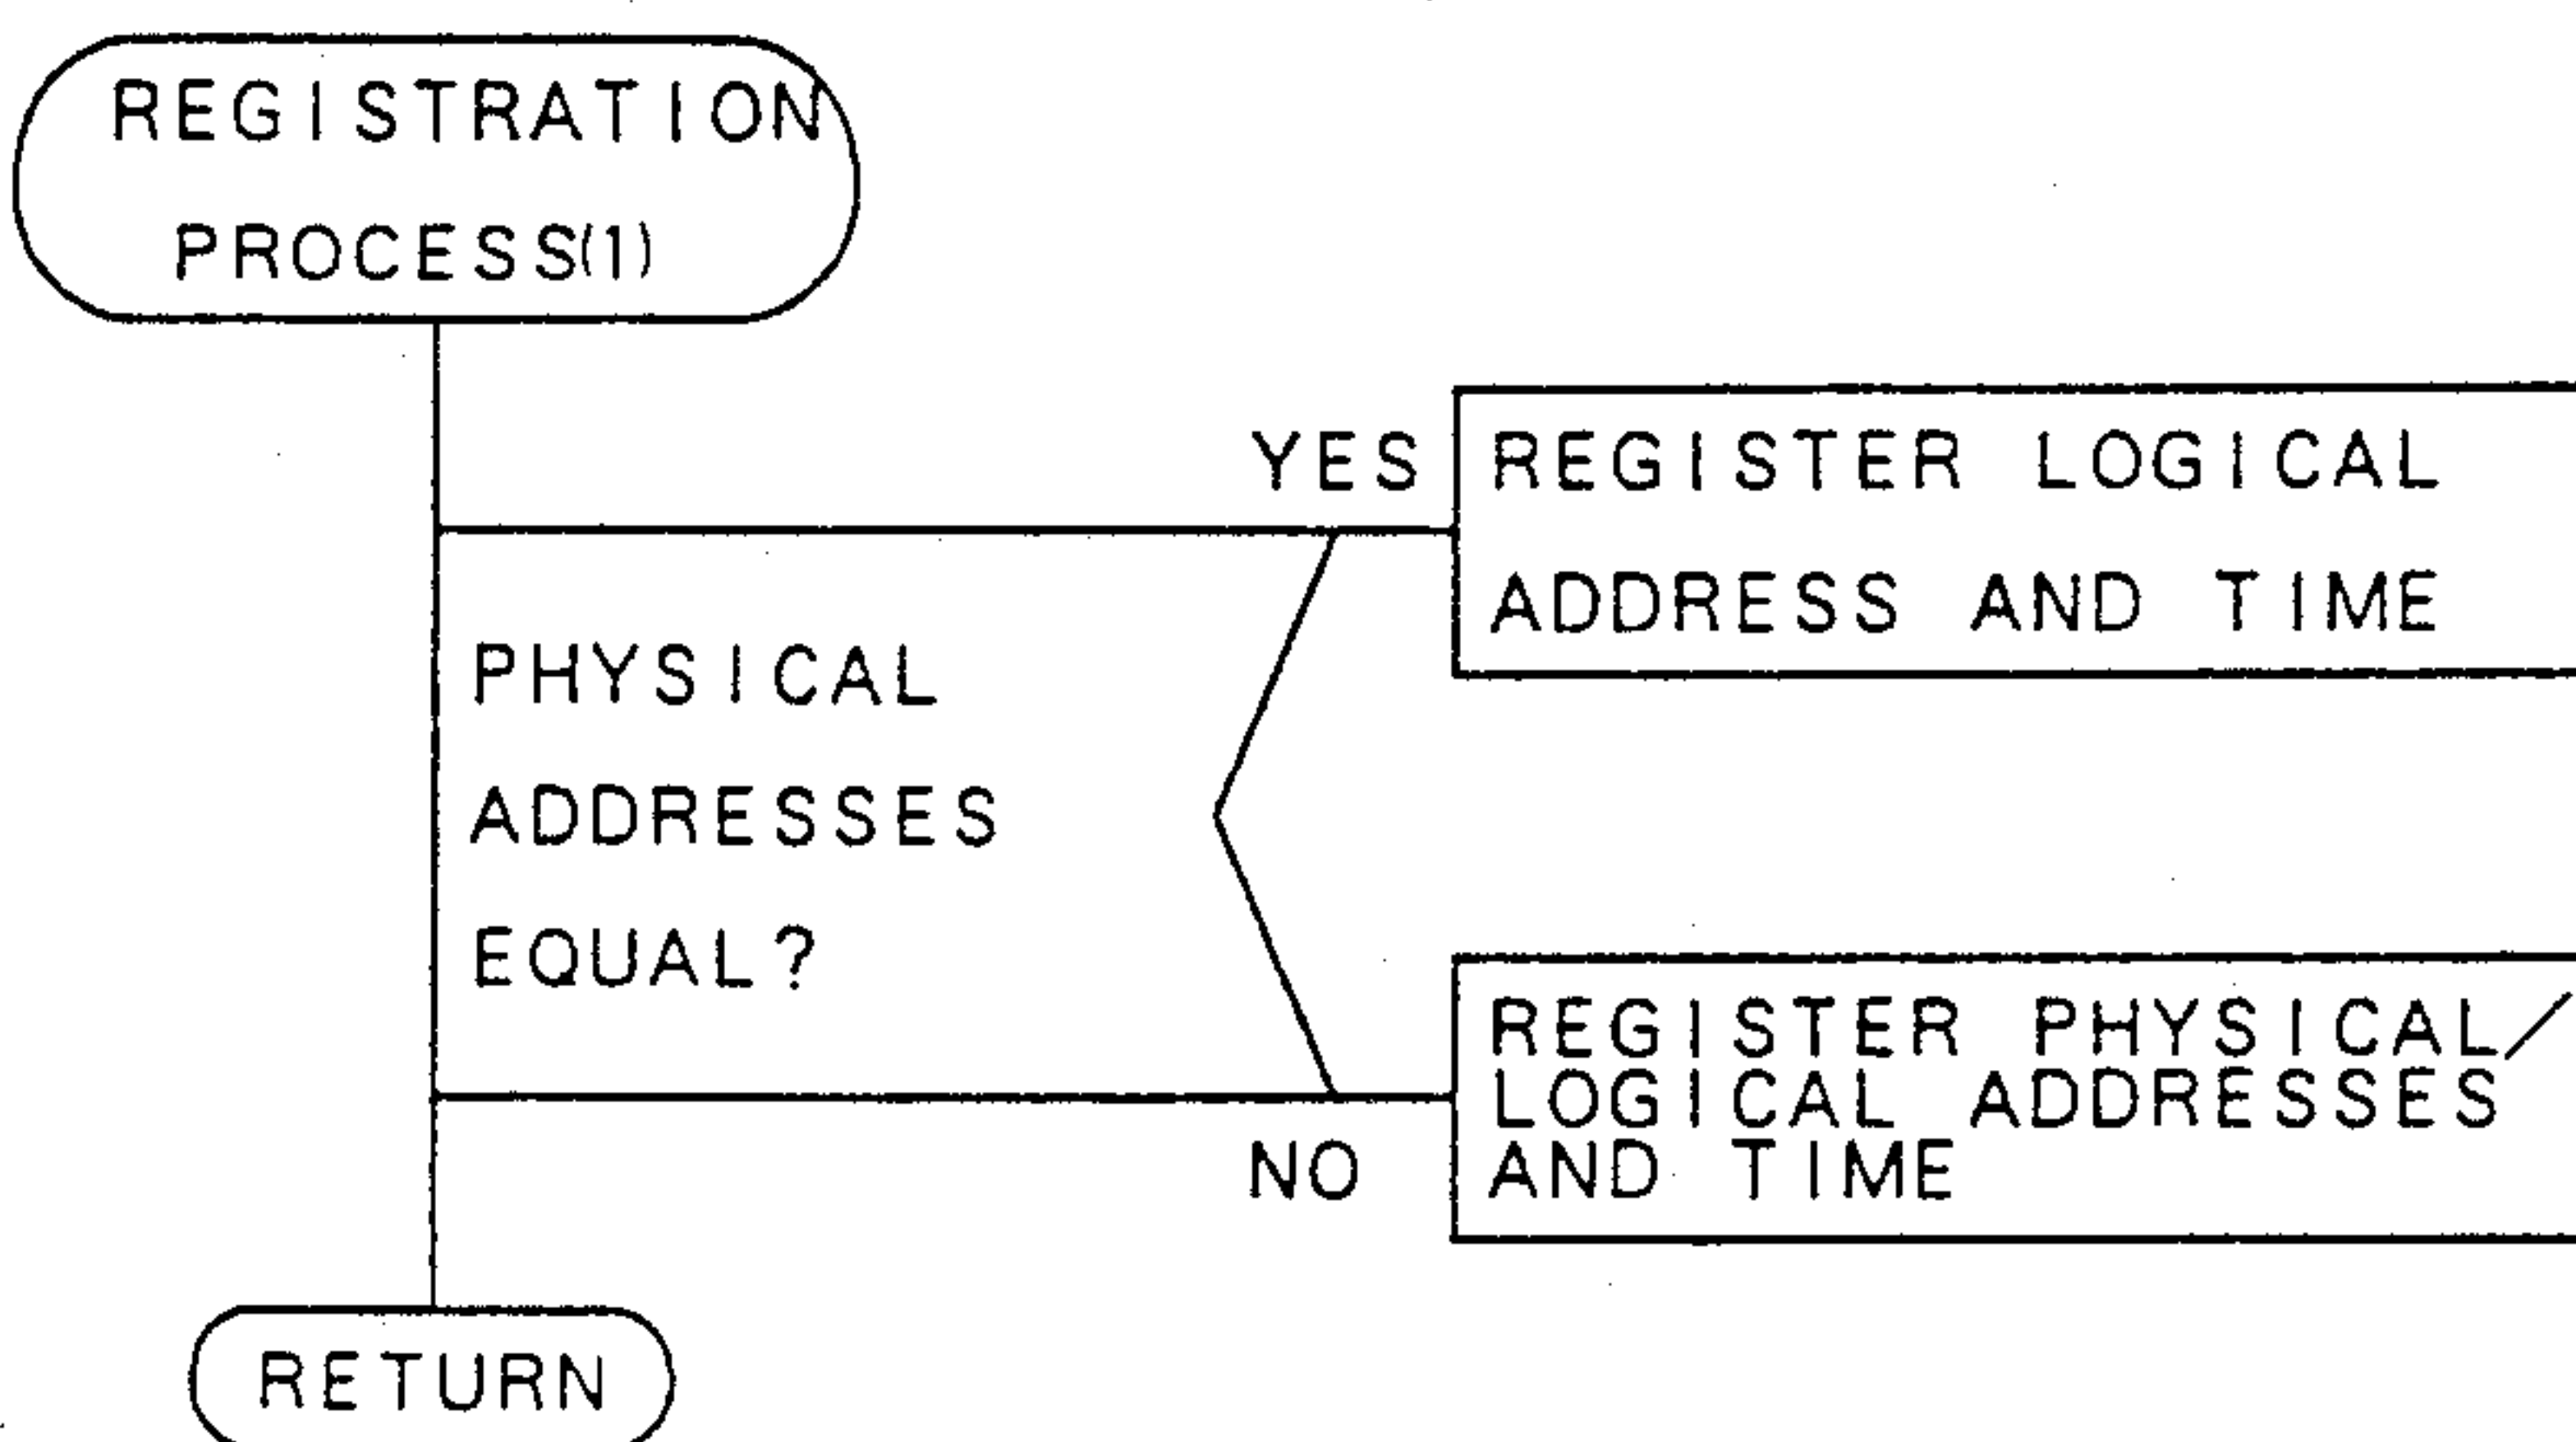 REGISTRATION
PROCESS(1)
YES
REGISTER LOGICAL
ADDRESS AND TIME
PHYSICAL
ADDRESSES
EQUAL?
REGISTER PHYSICAL/
LOGICAL ADDRESSES
AND TIME
NO
RETURN